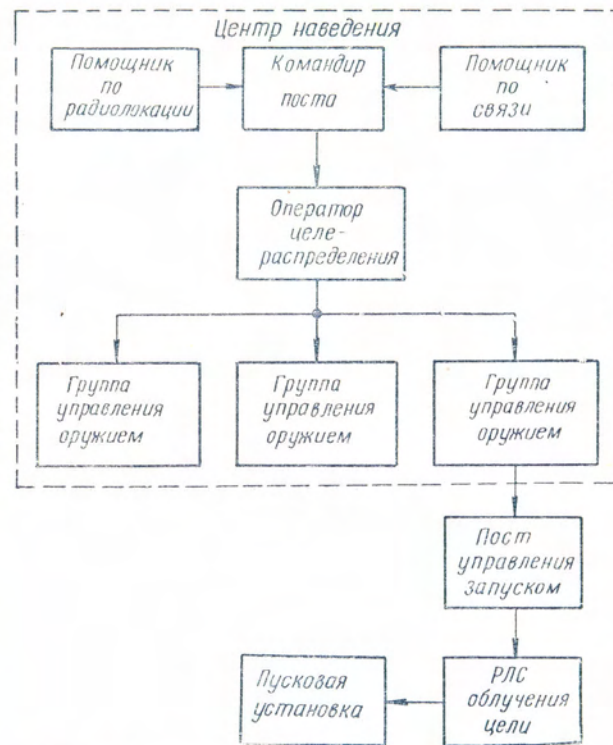 Центр наведения
Помощник
по
радиолокации
Командир
поста
Помощник
по
связи
Оператор
целе-
распределения
Группа
управления
оружием
Группа
управления
оружием
Группа
управления
оружием
Пост
управления
запуском
Пусковая
установка
РЛС
облучения
цели